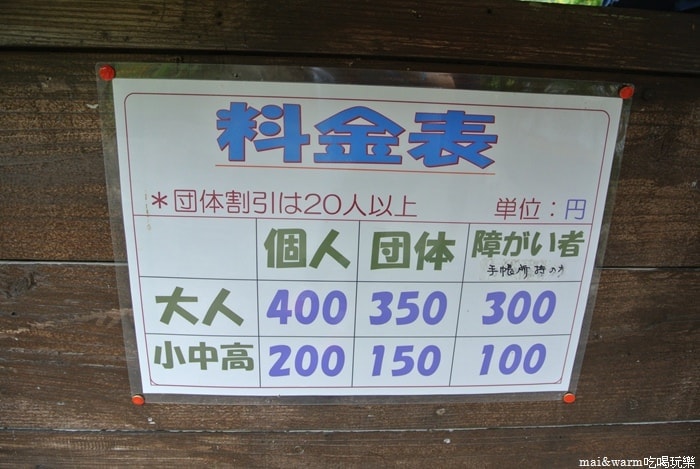 料金表
*団体割引は20人以上 単位：円
個人 団体 障がい者
手帳所持の方
大人 400 350 300
小中高 200 150 100
mai&warm吃喝玩樂